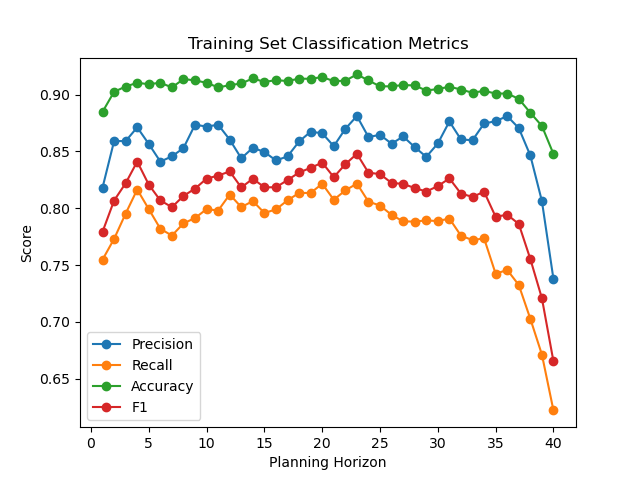 Training Set Classification Metrics
0.90
0.85
0.80
0.75
0.70
0.65
Score
Precision
Recall
Accuracy
F1
0 5 10 15 20 25 30 35 40
Planning Horizon